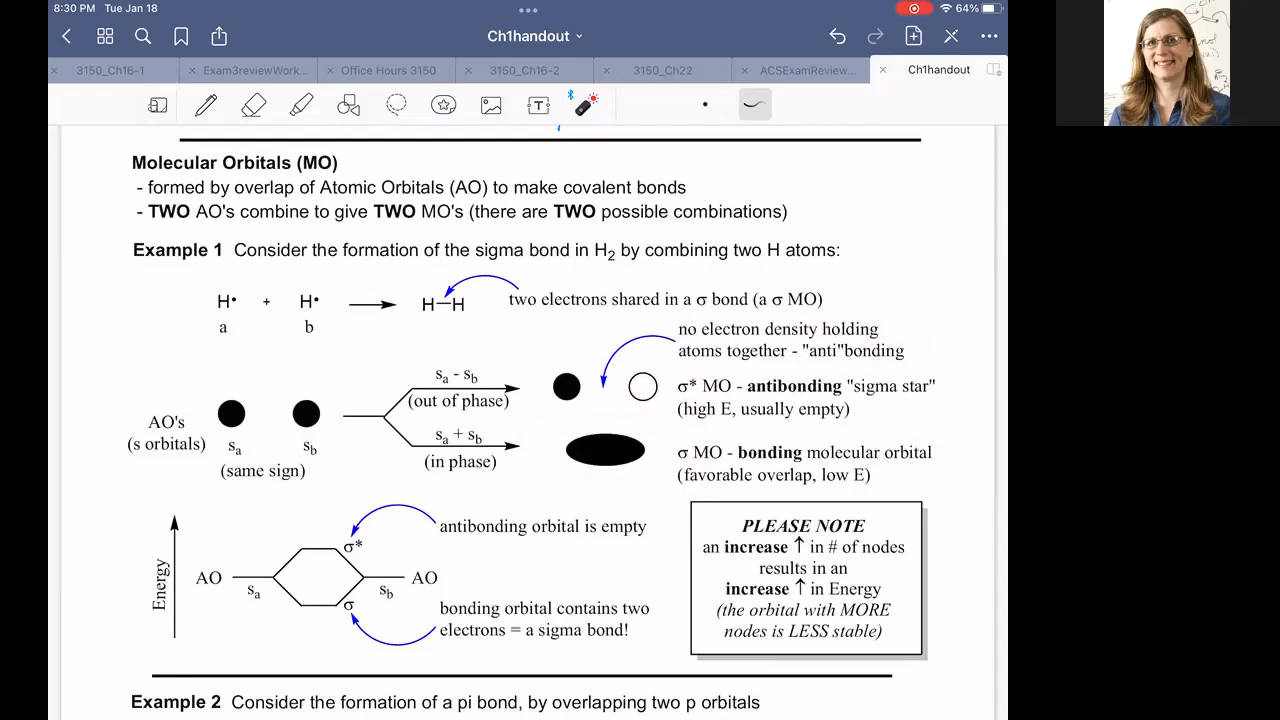 8:30 PM Tue Jan 18
64%
Ch1handout
3150_Ch16-1
Exam3reviewWork...
Office Hours 3150
3150_Ch16-2
3150_Ch22
ACSExamReview...
Ch1handout
Molecular Orbitals (MO)
- formed by overlap of Atomic Orbitals (AO) to make covalent bonds
- TWO AO's combine to give TWO MO's (there are TWO possible combinations)
Example 1 Consider the formation of the sigma bond in H₂ by combining two H atoms:
H• + H• H—H two electrons shared in a σ bond (a σ MO)
a b
no electron density holding
atoms together - "anti"bonding
sₐ - s_b
(out of phase)
σ* MO - antibonding "sigma star"
(high E, usually empty)
AO's
(s orbitals)
sₐ s_b
(same sign)
sₐ + s_b
(in phase)
σ MO - bonding molecular orbital
(favorable overlap, low E)
Energy
antibonding orbital is empty
σ*
AO AO
sₐ s_b
σ
bonding orbital contains two
electrons = a sigma bond!
PLEASE NOTE
an increase ↑ in # of nodes
results in an
increase ↑ in Energy
(the orbital with MORE
nodes is LESS stable)
Example 2 Consider the formation of a pi bond, by overlapping two p orbitals